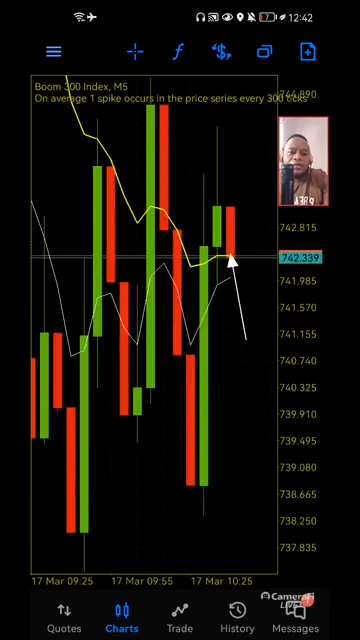 7
12:42
f
$
Boom 300 Index, M5
On average 1 spike occurs in the price series every 300 ticks
742.815
742.339
741.985
741.570
741.155
740.740
740.325
739.910
739.495
739.080
738.665
738.250
737.835
17 Mar 09:25
17 Mar 09:55
17 Mar 10:25
CameraFi
LIVE
Quotes
Charts
Trade
History
Messages